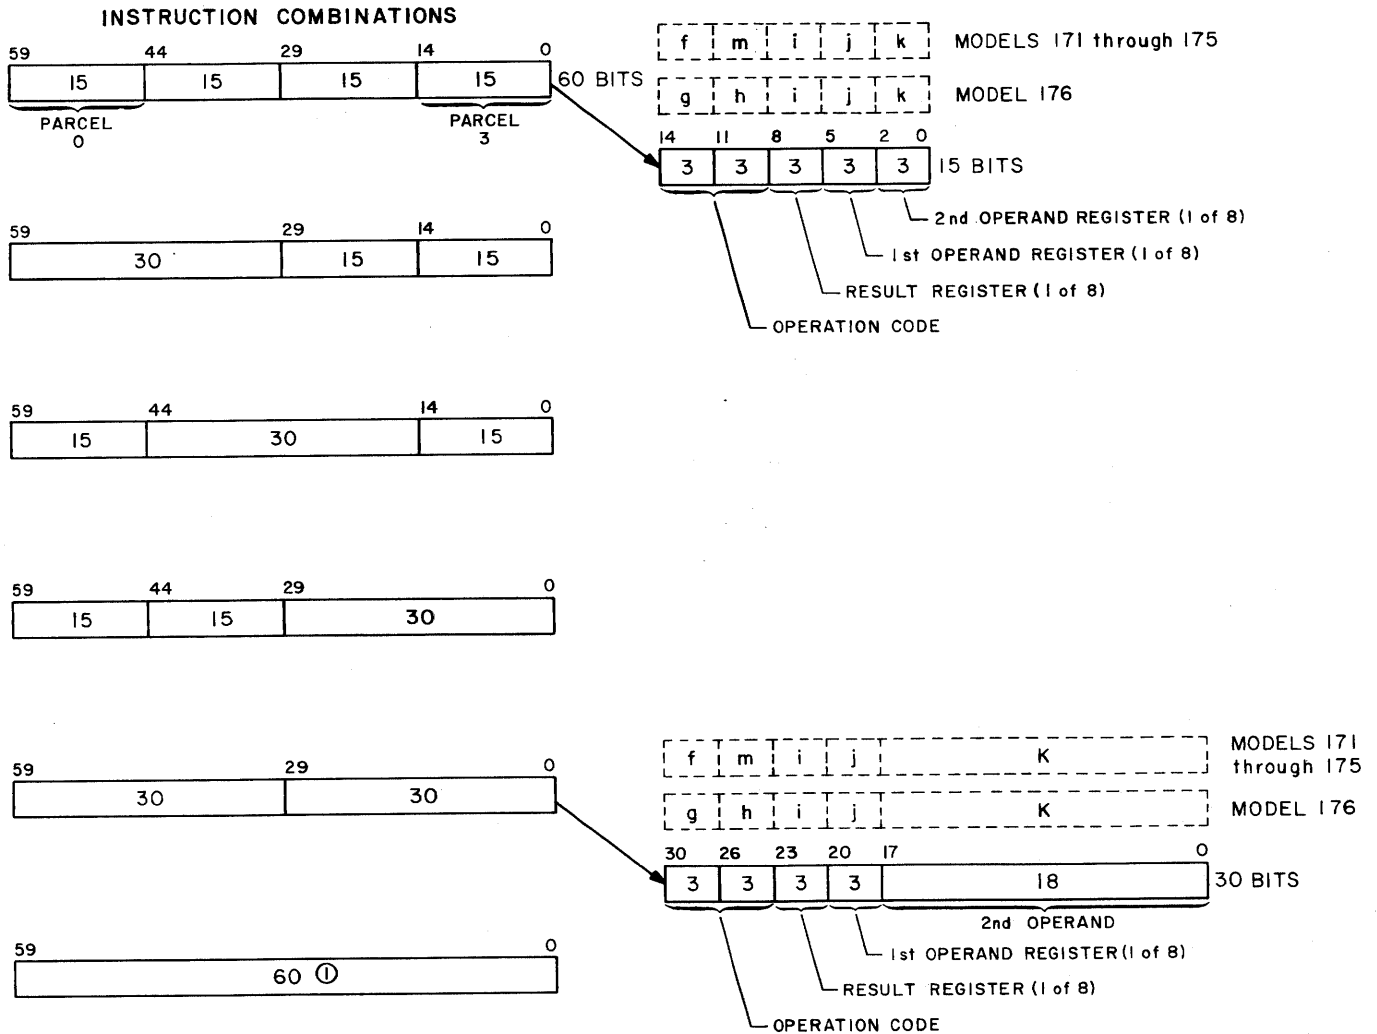 INSTRUCTION COMBINATIONS
59 44 29 14 0
15 15 15 15 60 BITS
PARCEL 0
PARCEL 3
f m i j k MODELS 171 through 175
g h i j k MODEL 176
14 11 8 5 2 0
3 3 3 3 3 15 BITS
2nd OPERAND REGISTER (1 of 8)
1st OPERAND REGISTER (1 of 8)
RESULT REGISTER (1 of 8)
OPERATION CODE
59 29 14 0
30 15 15
59 44 14 0
15 30 15
59 44 29 0
15 15 30
59 29 0
30 30
f m i j K MODELS 171
through 175
g h i j K MODEL 176
30 26 23 20 17 0
3 3 3 3 18 30 BITS
2nd OPERAND
1st OPERAND REGISTER (1 of 8)
RESULT REGISTER (1 of 8)
OPERATION CODE
59 0
60 ①